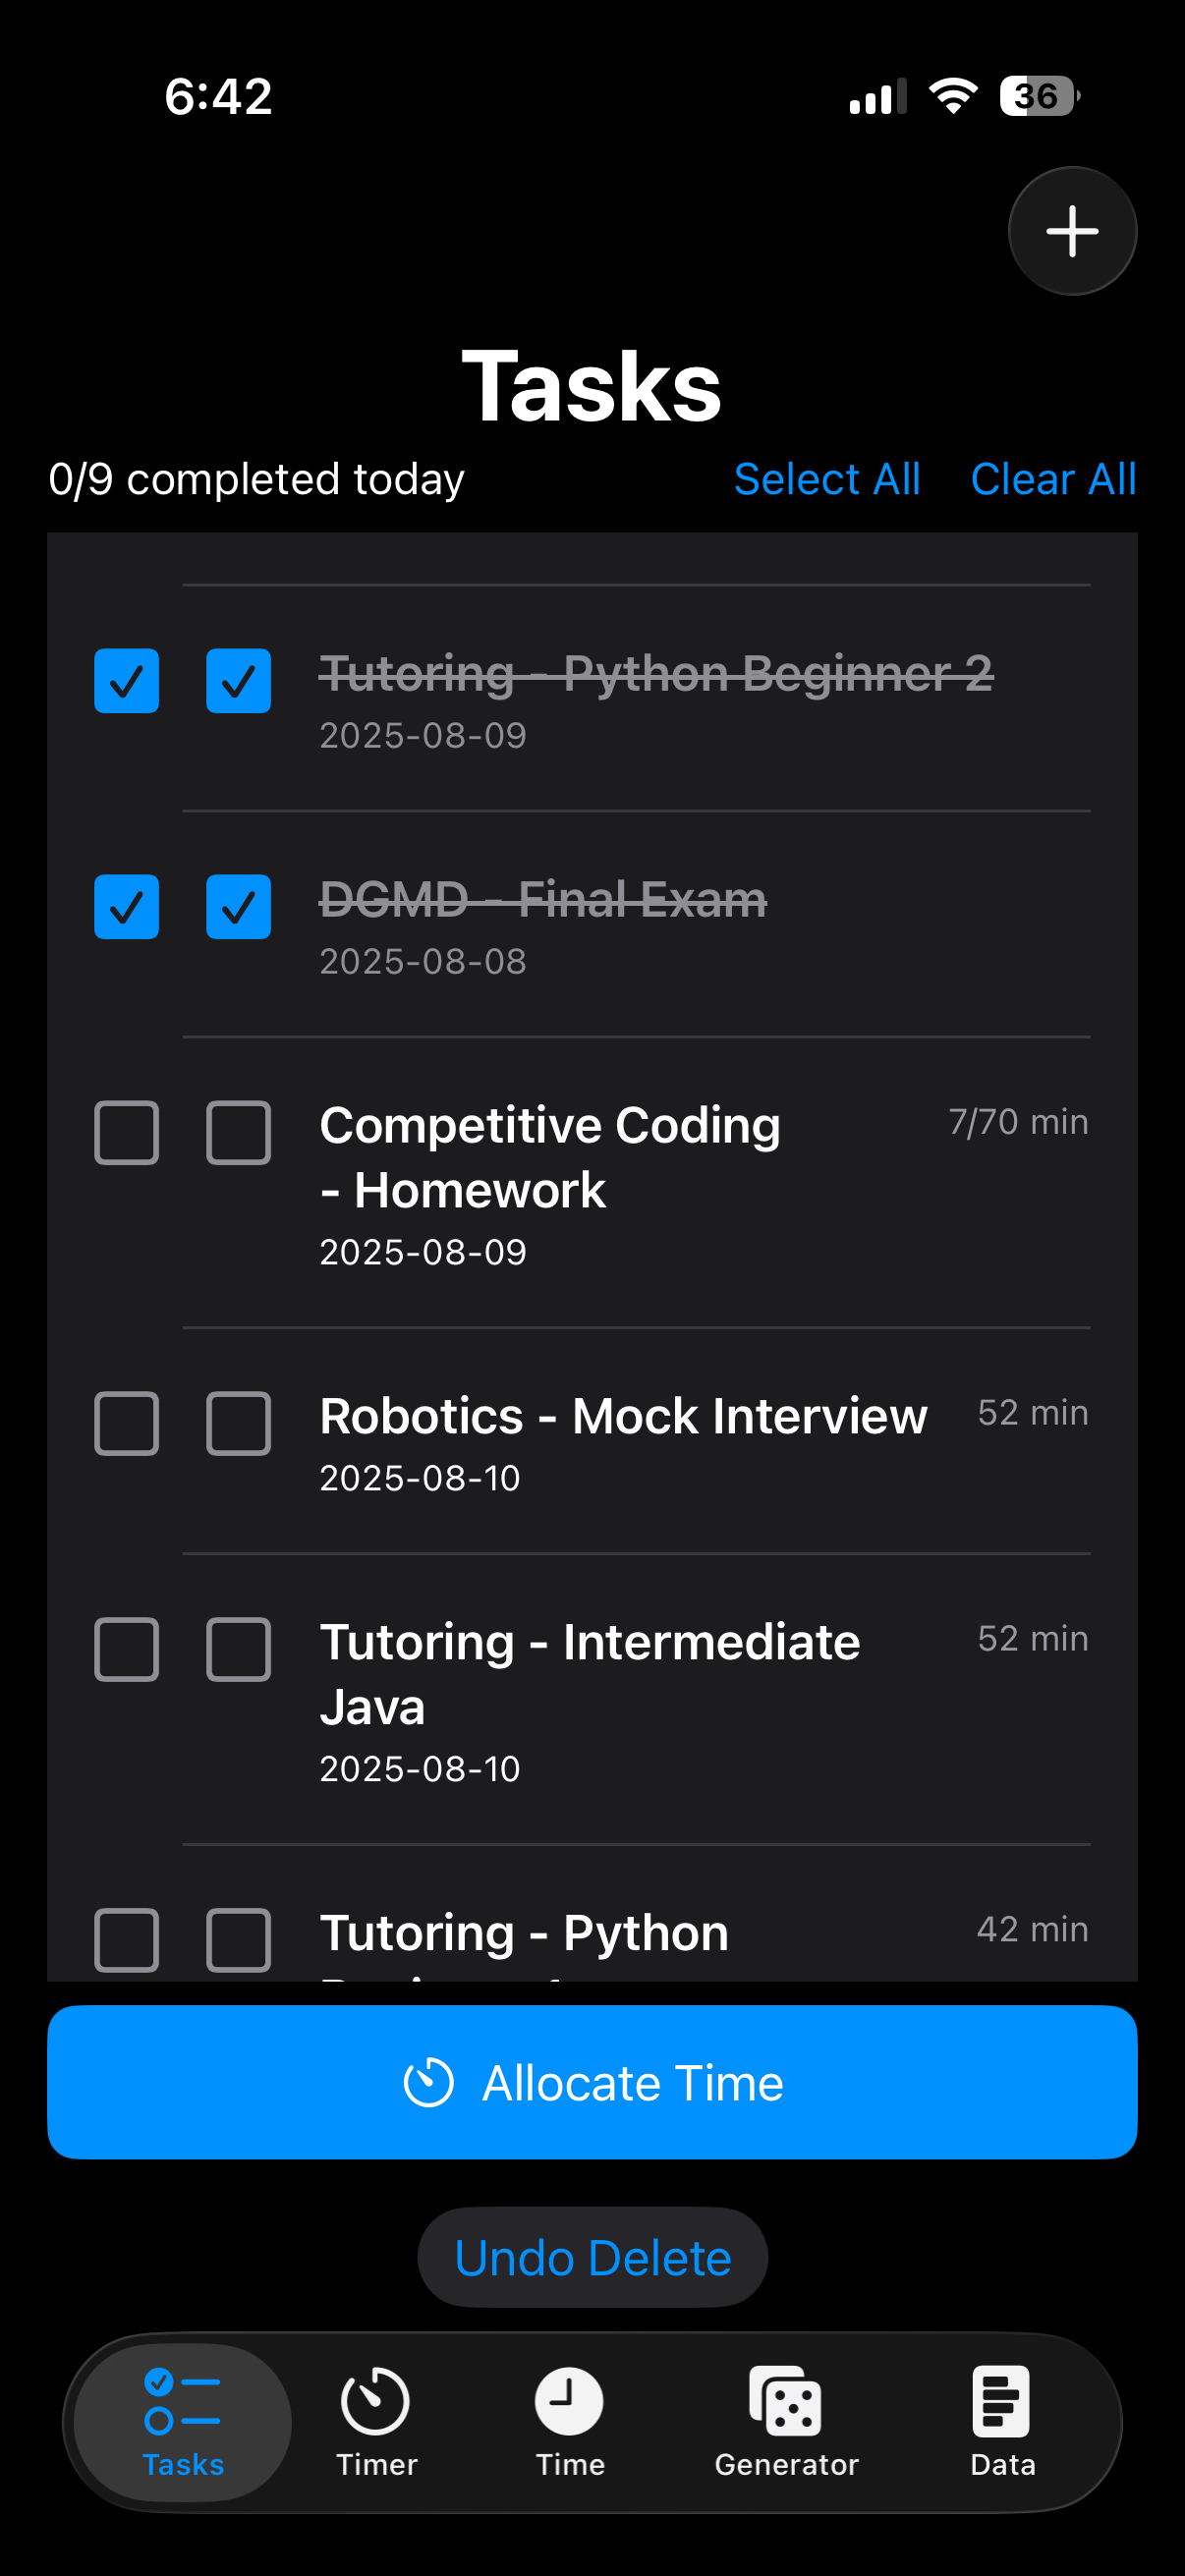 6:42
36
Tasks
0/9 completed today Select All Clear All
Tutoring - Python Beginner 2
2025-08-09
DGMD - Final Exam
2025-08-08
Competitive Coding 7/70 min
- Homework
2025-08-09
Robotics - Mock Interview 52 min
2025-08-10
Tutoring - Intermediate 52 min
Java
2025-08-10
Tutoring - Python 42 min
Allocate Time
Undo Delete
Tasks Timer Time Generator Data